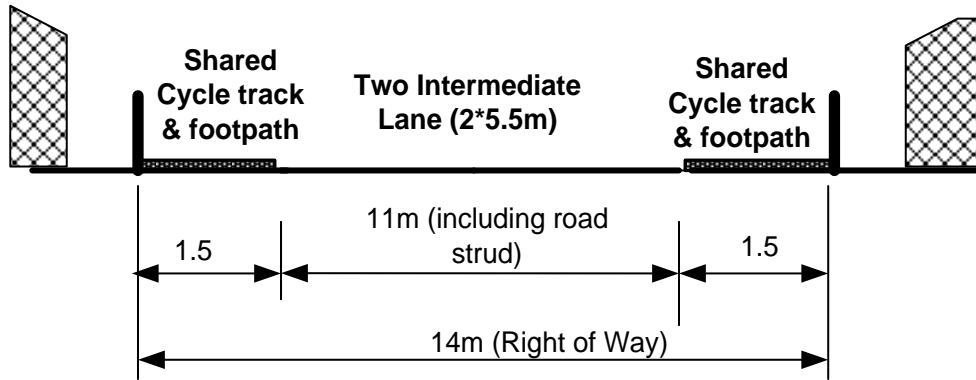 Shared
Cycle track
& footpath
Two Intermediate
Lane (2*5.5m)
Shared
Cycle track
& footpath
1.5
11m (including road
strud)
1.5
14m (Right of Way)